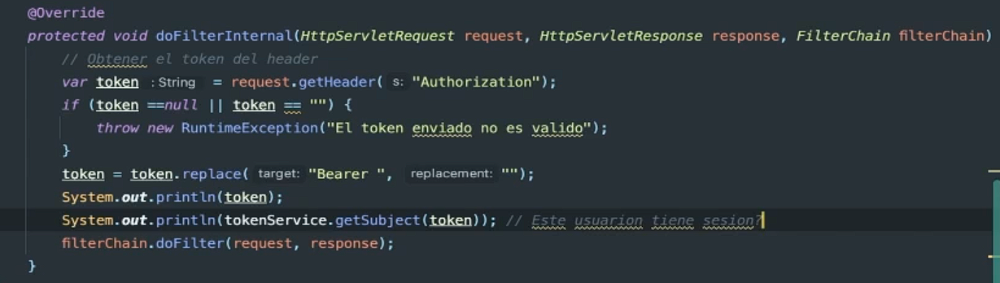 @Override
protected void doFilterInternal(HttpServletRequest request, HttpServletResponse response, FilterChain filterChain)
// Obtener el token del header
var token : String = request.getHeader( s: "Authorization");
if (token ==null || token == "") {
throw new RuntimeException("El token enviado no es valido");
}
token = token.replace( target: "Bearer ", replacement: "");
System.out.println(token);
System.out.println(tokenService.getSubject(token)); // Este usuarion tiene sesion?
filterChain.doFilter(request, response);
}